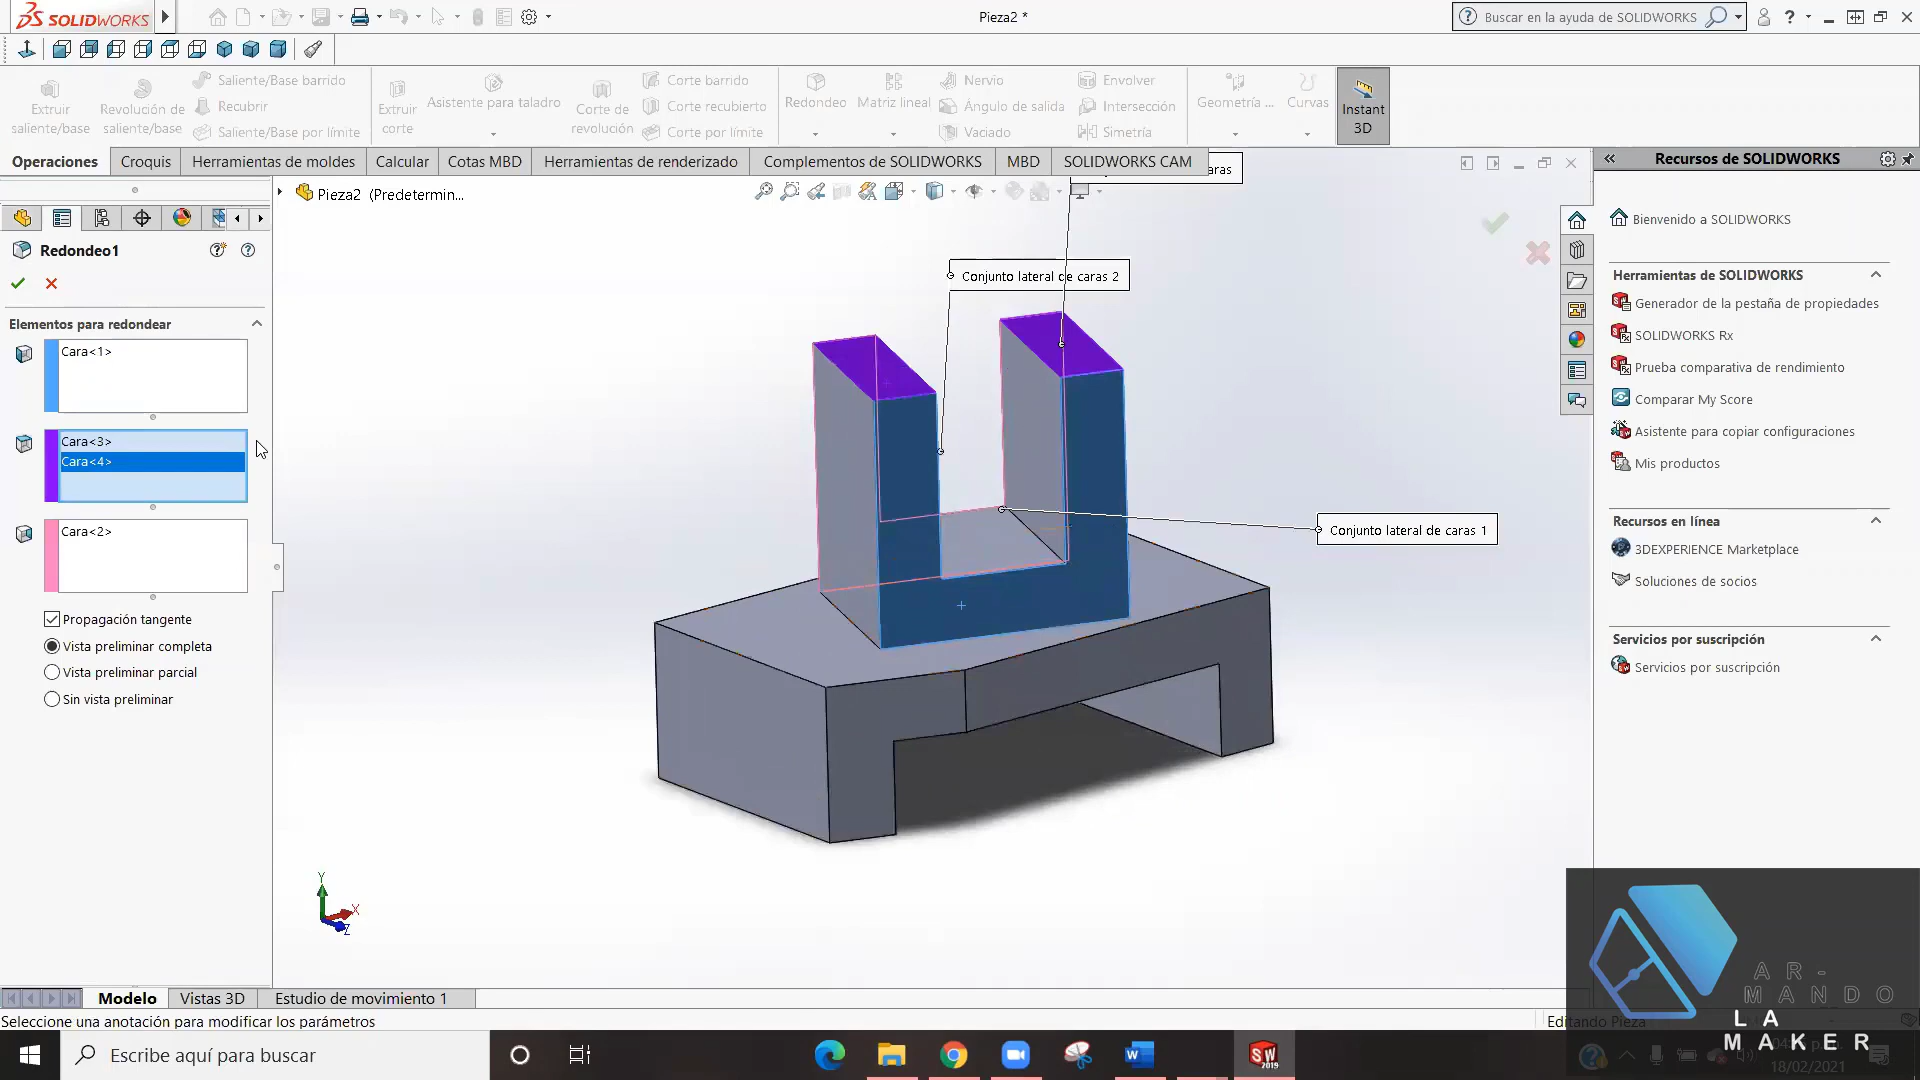 SOLIDWORKS
Pieza2 *
Buscar en la ayuda de SOLIDWORKS
Extruir saliente/base
Revolución de saliente/base
Saliente/Base barrido
Recubrir
Saliente/Base por límite
Extruir corte
Asistente para taladro
Corte de revolución
Corte barrido
Corte recubierto
Corte por límite
Redondeo
Matriz lineal
Nervio
Ángulo de salida
Vaciado
Envolver
Intersección
Simetría
Geometría ...
Curvas
Instant 3D
Operaciones
Croquis
Herramientas de moldes
Calcular
Cotas MBD
Herramientas de renderizado
Complementos de SOLIDWORKS
MBD
SOLIDWORKS CAM
aras
Pieza2 (Predetermin...
Redondeo1
Elementos para redondear
Cara<1>
Cara<3>
Cara<4>
Cara<2>
Propagación tangente
Vista preliminar completa
Vista preliminar parcial
Sin vista preliminar
Conjunto lateral de caras 2
Conjunto lateral de caras 1
Y
X
Z
Recursos de SOLIDWORKS
Bienvenido a SOLIDWORKS
Herramientas de SOLIDWORKS
Generador de la pestaña de propiedades
SOLIDWORKS Rx
Prueba comparativa de rendimiento
Comparar My Score
Asistente para copiar configuraciones
Mis productos
Recursos en línea
3DEXPERIENCE Marketplace
Soluciones de socios
Servicios por suscripción
Servicios por suscripción
Modelo
Vistas 3D
Estudio de movimiento 1
Seleccione una anotación para modificar los parámetros
Editando Pieza
Escribe aquí para buscar
SW 2019
18/02/2021
AR-
MANDO
LA
MAKER